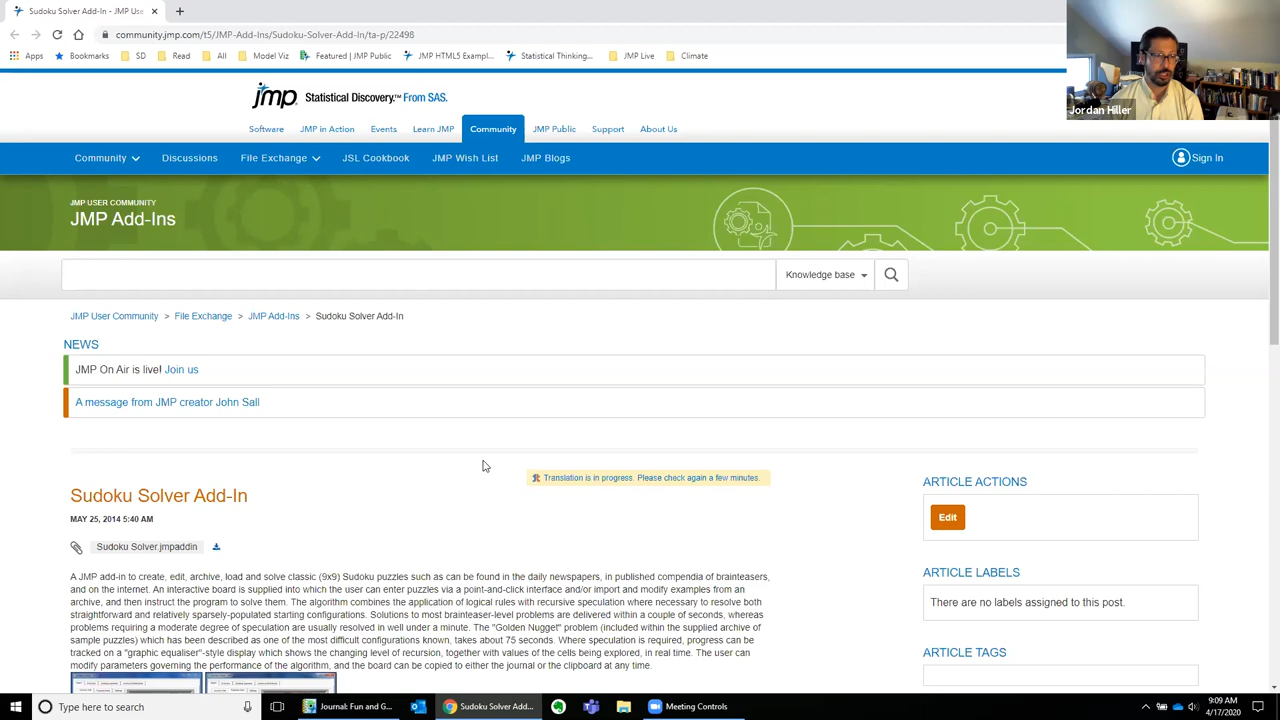 Sudoku Solver Add-In - JMP Use
community.jmp.com/t5/JMP-Add-Ins/Sudoku-Solver-Add-In/ta-p/22498
Apps Bookmarks SD Read All Model Viz Featured | JMP Public JMP HTML5 Exampl... Statistical Thinking... JMP Live Climate
Jordan Hiller
jmp Statistical Discovery.™ From SAS.
Software JMP in Action Events Learn JMP Community JMP Public Support About Us
Community Discussions File Exchange JSL Cookbook JMP Wish List JMP Blogs Sign In
JMP USER COMMUNITY
JMP Add-Ins
Knowledge base
JMP User Community > File Exchange > JMP Add-Ins > Sudoku Solver Add-In
NEWS
JMP On Air is live! Join us
A message from JMP creator John Sall
Translation is in progress. Please check again a few minutes.
ARTICLE ACTIONS
Sudoku Solver Add-In
MAY 25, 2014 5:40 AM
Edit
Sudoku Solver.jmpaddin
ARTICLE LABELS
A JMP add-in to create, edit, archive, load and solve classic (9x9) Sudoku puzzles such as can be found in the daily newspapers, in published compendia of brainteasers,
and on the internet. An interactive board is supplied into which the user can enter puzzles via a point-and-click interface and/or import and modify examples from an
archive, and then instruct the program to solve them. The algorithm combines the application of logical rules with recursive speculation where necessary to resolve both
There are no labels assigned to this post.
straightforward and relatively sparsely-populated starting configurations. Solutions to most brainteaser-level problems are delivered within a couple of seconds, whereas
problems requiring a moderate degree of speculation are usually resolved in well under a minute. The "Golden Nugget" problem (included within the supplied archive of
sample puzzles) which has been described as one of the most difficult configurations known, takes about 75 seconds. Where speculation is required, progress can be
tracked on a "graphic equaliser"-style display which shows the changing level of recursion, together with values of the cells being explored, in real time. The user can
modify parameters governing the performance of the algorithm, and the board can be copied to either the journal or the clipboard at any time.
ARTICLE TAGS
Type here to search
Journal: Fun and G...
Sudoku Solver Add...
Meeting Controls
9:09 AM
4/17/2020